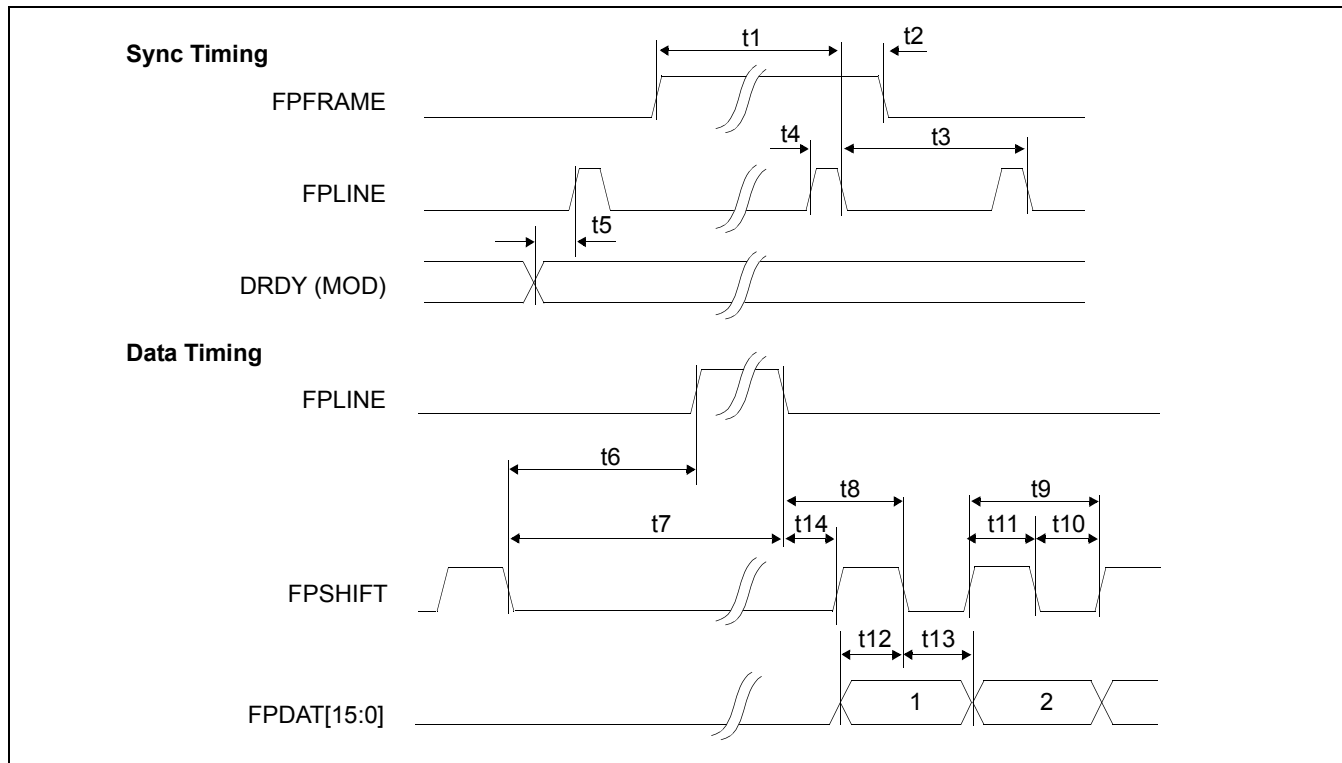 Sync Timing
t1
t2
FPFRAME
t4
t3
FPLINE
t5
DRDY (MOD)
Data Timing
FPLINE
t6
t8
t9
t7
t14
t11
t10
FPSHIFT
t12
t13
FPDAT[15:0]
1
2